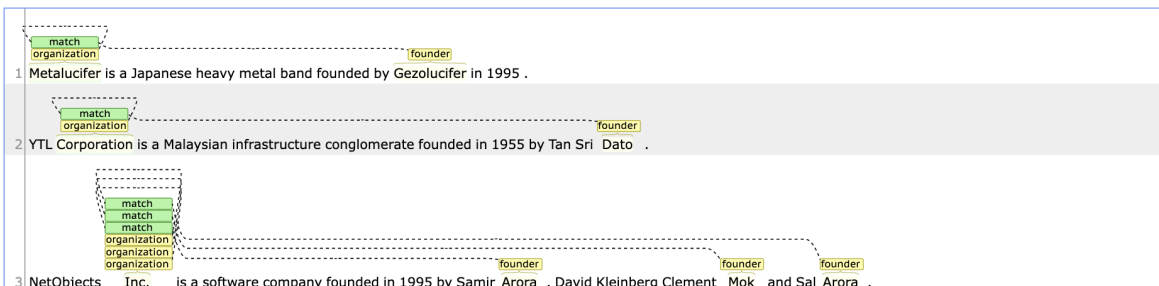 match
organization founder
1 Metalucifer is a Japanese heavy metal band founded by Gezolucifer in 1995 .
match
organization founder
2 YTL Corporation is a Malaysian infrastructure conglomerate founded in 1955 by Tan Sri Dato .
match
match
match
organization
organization
organization founder founder founder
3 NetObjects Inc. is a software company founded in 1995 by Samir Arora , David Kleinberg Clement Mok and Sal Arora .